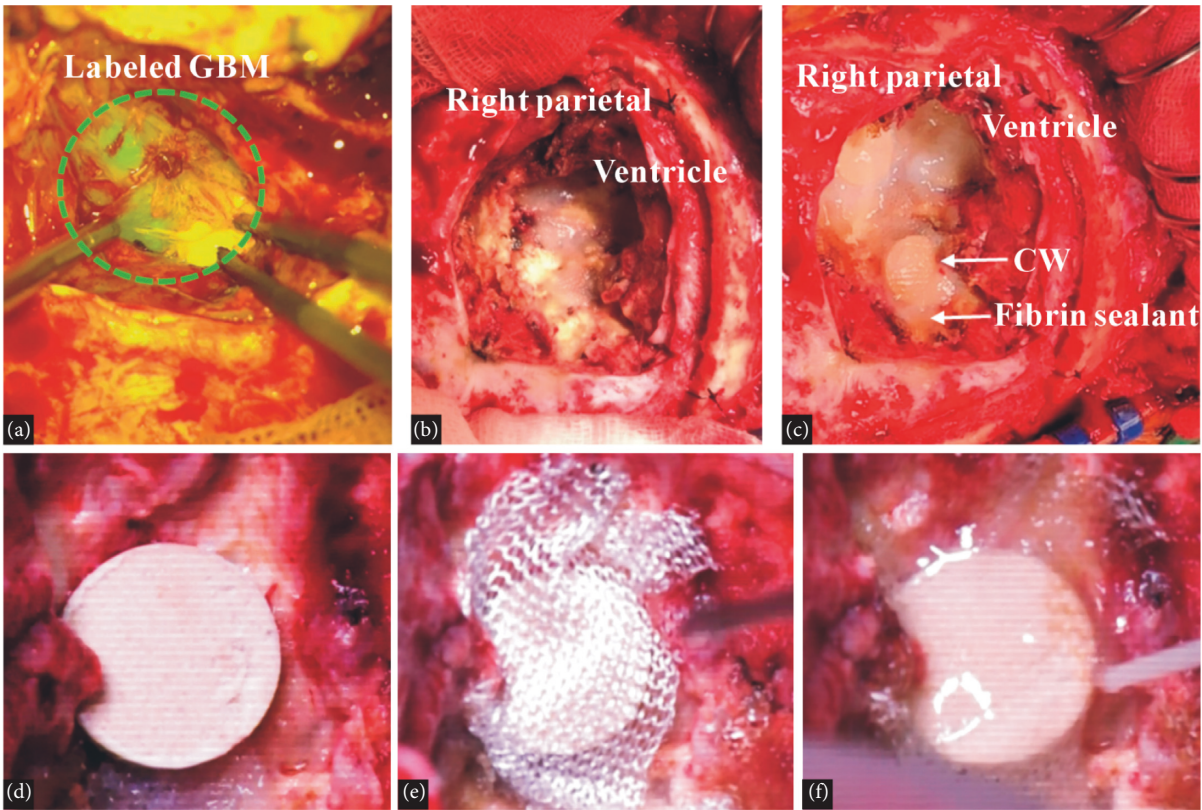 Labeled GBM
(a)
Right parietal
Ventricle
(b)
Right parietal
Ventricle
CW
Fibrin sealant
(c)
(d)
(e)
(f)